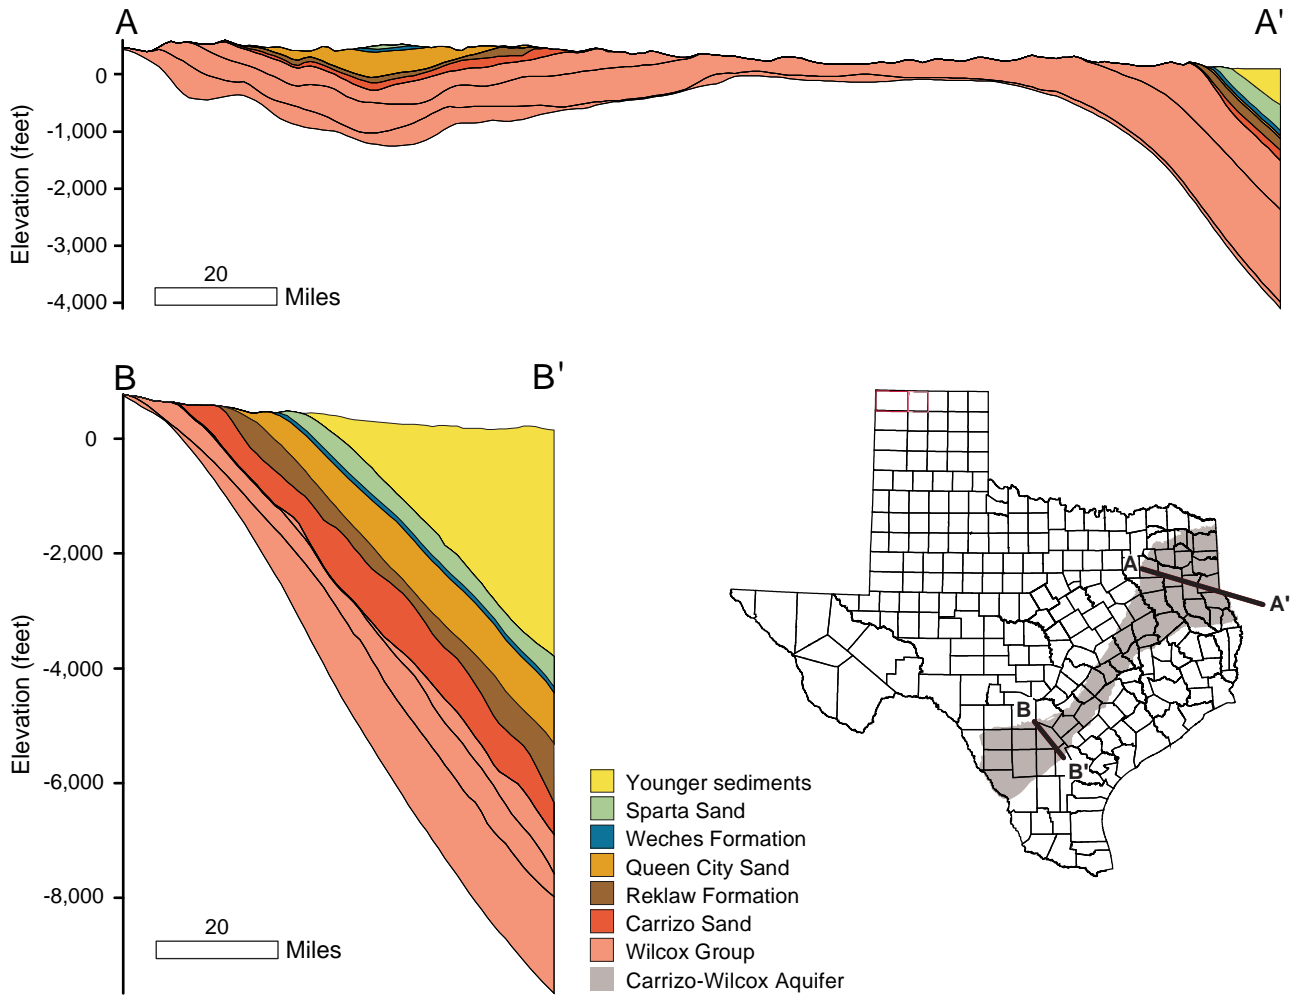 A
A'
Elevation (feet)
0
-1,000
-2,000
-3,000
-4,000
20
Miles
B
B'
Elevation (feet)
0
-2,000
-4,000
-6,000
-8,000
20
Miles
Younger sediments
Sparta Sand
Weches Formation
Queen City Sand
Reklaw Formation
Carrizo Sand
Wilcox Group
Carrizo-Wilcox Aquifer
A
A'
B
B'